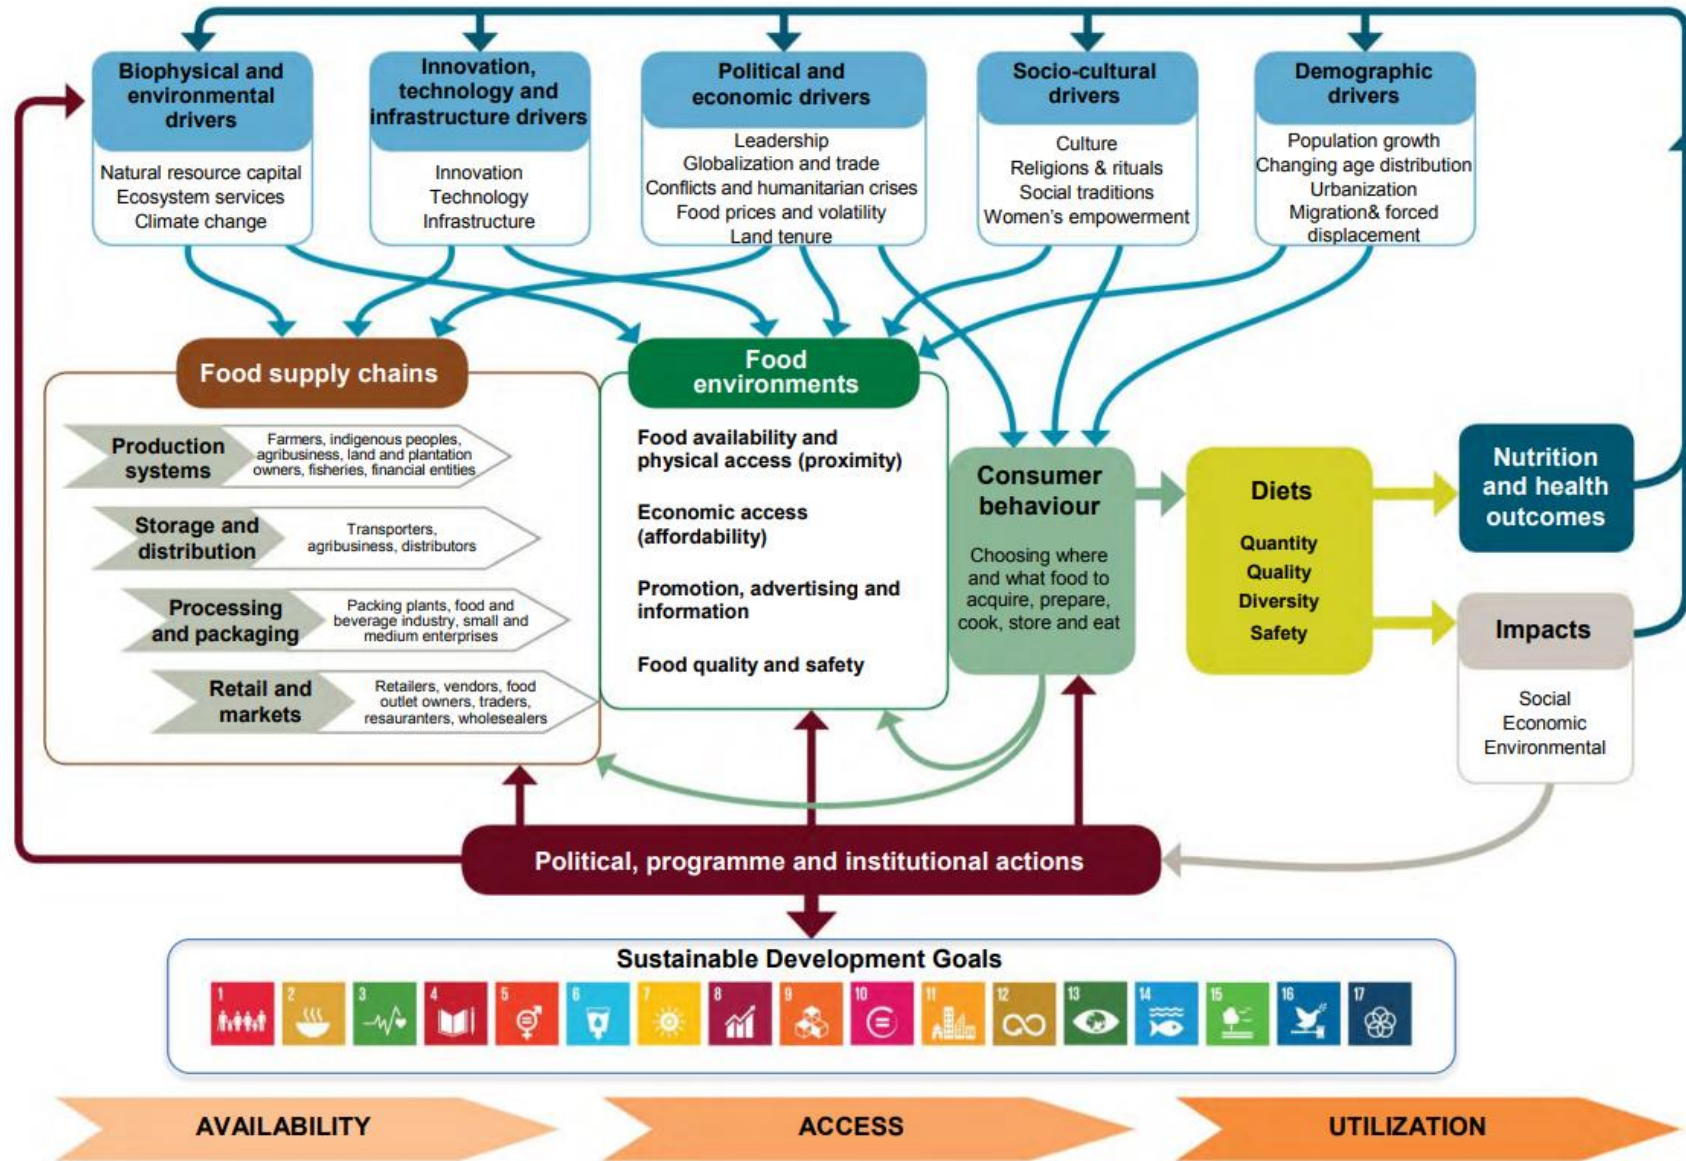 Biophysical and
environmental
drivers
Natural resource capital
Ecosystem services
Climate change
Innovation,
technology and
infrastructure drivers
Innovation
Technology
Infrastructure
Political and
economic drivers
Leadership
Globalization and trade
Conflicts and humanitarian crises
Food prices and volatility
Land tenure
Socio-cultural
drivers
Culture
Religions & rituals
Social traditions
Women's empowerment
Demographic
drivers
Population growth
Changing age distribution
Urbanization
Migration& forced
displacement
Food supply chains
Production
systems
Farmers, indigenous peoples,
agribusiness, land and plantation
owners, fisheries, financial entities
Storage and
distribution
Transporters,
agribusiness, distributors
Processing
and packaging
Packing plants, food and
beverage industry, small and
medium enterprises
Retail and
markets
Retailers, vendors, food
outlet owners, traders,
resauranters, wholesealers
Food
environments
Food availability and
physical access (proximity)
Economic access
(affordability)
Promotion, advertising and
information
Food quality and safety
Consumer
behaviour
Choosing where
and what food to
acquire, prepare,
cook, store and eat
Diets
Quantity
Quality
Diversity
Safety
Nutrition
and health
outcomes
Impacts
Social
Economic
Environmental
Political, programme and institutional actions
Sustainable Development Goals
1 2 3 4 5 6 7 8 9 10 11 12 13 14 15 16 17
AVAILABILITY
ACCESS
UTILIZATION